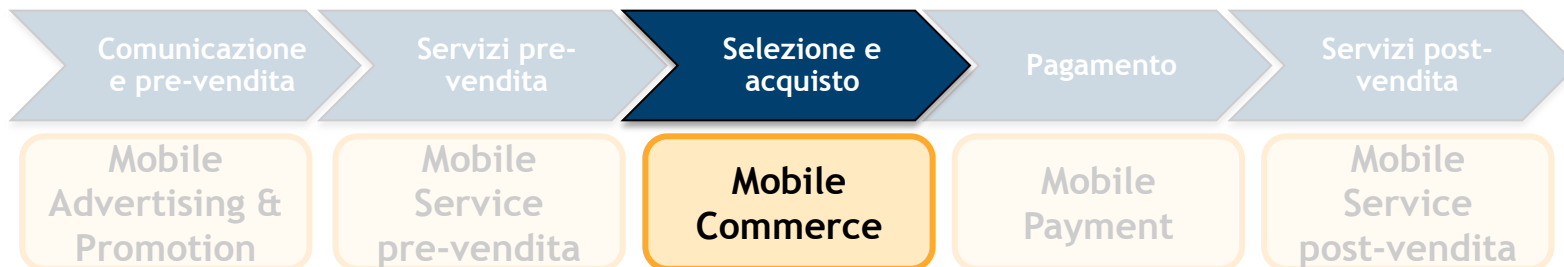 Comunicazione
e pre-vendita
Servizi pre-
vendita
Selezione e
acquisto
Pagamento
Servizi post-
vendita
Mobile
Advertising &
Promotion
Mobile
Service
pre-vendita
Mobile
Commerce
Mobile
Payment
Mobile
Service
post-vendita